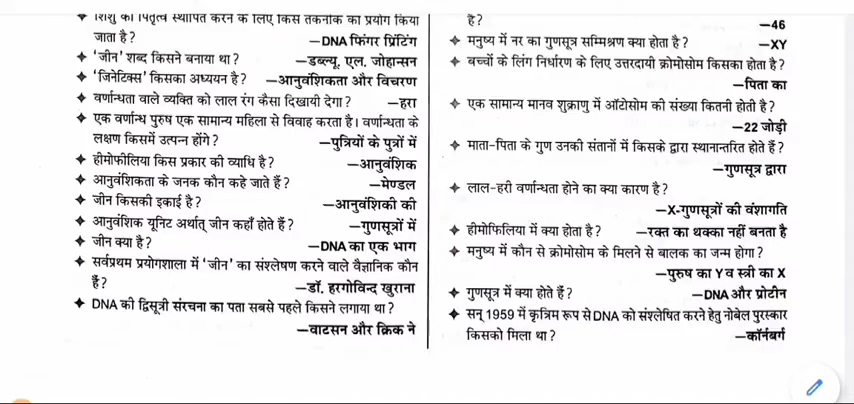 शिशु का पितृत्व स्थापित करने के लिए किस तकनीक का प्रयोग किया
जाता है? –DNA फिंगर प्रिंटिंग
❖ 'जीन' शब्द किसने बनाया था? –डब्ल्यू. एल. जोहान्सन
❖ 'जिनेटिक्स' किसका अध्ययन है? –आनुवंशिकता और विचरण
❖ वर्णान्धता वाले व्यक्ति को लाल रंग कैसा दिखायी देगा? –हरा
❖ एक वर्णान्ध पुरुष एक सामान्य महिला से विवाह करता है। वर्णान्धता के
लक्षण किसमें उत्पन्न होंगे? –पुत्रियों के पुत्रों में
❖ हीमोफीलिया किस प्रकार की व्याधि है? –आनुवंशिक
❖ आनुवंशिकता के जनक कौन कहे जाते हैं? –मेण्डल
❖ जीन किसकी इकाई है? –आनुवंशिकी की
❖ आनुवंशिक यूनिट अर्थात् जीन कहाँ होते हैं? –गुणसूत्रों में
❖ जीन क्या है? –DNA का एक भाग
❖ सर्वप्रथम प्रयोगशाला में 'जीन' का संश्लेषण करने वाले वैज्ञानिक कौन
हैं? –डॉ. हरगोविन्द खुराना
❖ DNA की द्विसूत्री संरचना का पता सबसे पहले किसने लगाया था?
–वाटसन और क्रिक ने
है? –46
❖ मनुष्य में नर का गुणसूत्र सम्मिश्रण क्या होता है? –XY
❖ बच्चों के लिंग निर्धारण के लिए उत्तरदायी क्रोमोसोम किसका होता है?
–पिता का
❖ एक सामान्य मानव शुक्राणु में ऑटोसोम की संख्या कितनी होती है?
–22 जोड़ी
❖ माता-पिता के गुण उनकी संतानों में किसके द्वारा स्थानान्तरित होते हैं?
–गुणसूत्र द्वारा
❖ लाल-हरी वर्णान्धता होने का क्या कारण है?
–X-गुणसूत्रों की वंशागति
❖ हीमोफिलिया में क्या होता है? –रक्त का थक्का नहीं बनता है
❖ मनुष्य में कौन से क्रोमोसोम के मिलने से बालक का जन्म होगा?
–पुरुष का Y व स्त्री का X
❖ गुणसूत्र में क्या होते हैं? –DNA और प्रोटीन
❖ सन् 1959 में कृत्रिम रूप से DNA को संश्लेषित करने हेतु नोबेल पुरस्कार
किसको मिला था? –कॉर्नबर्ग